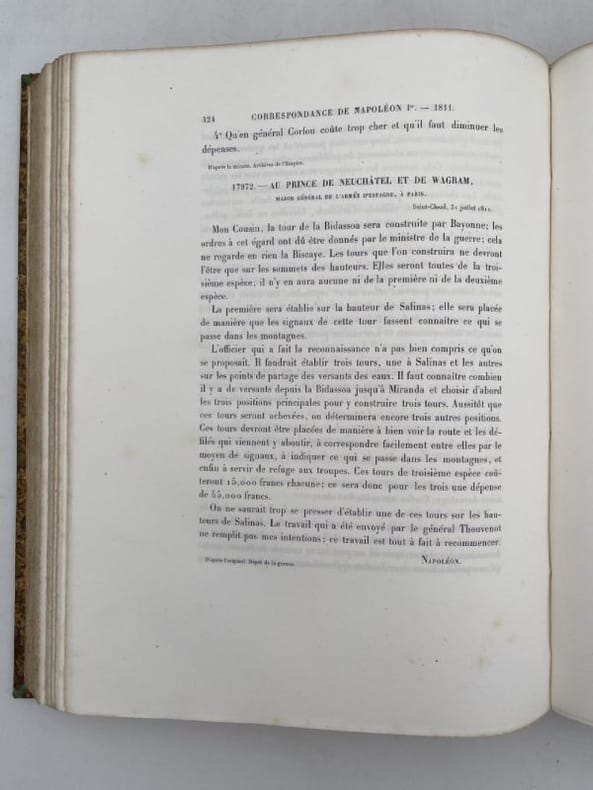 424 CORRESPONDANCE DE NAPOLÉON Ier. — 1811.
4° Qu'en général Corfou coûte trop cher et qu'il faut diminuer les
dépenses.
D'après la minute. Archives de l'Empire.
17972. — AU PRINCE DE NEUCHÂTEL ET DE WAGRAM,
MAJOR GÉNÉRAL DE L'ARMÉE D'ESPAGNE, À PARIS.
Saint-Cloud, 31 juillet 1811.
Mon Cousin, la tour de la Bidassoa sera construite par Bayonne; les
ordres à cet égard ont dû être donnés par le ministre de la guerre; cela
ne regarde en rien la Biscaye. Les tours que l'on construira ne devront
l'être que sur les sommets des hauteurs. Elles seront toutes de la troi-
sième espèce; il n'y en aura aucune ni de la première ni de la deuxième
espèce.
La première sera établie sur la hauteur de Salinas; elle sera placée
de manière que les signaux de cette tour fassent connaître ce qui se
passe dans les montagnes.
L'officier qui a fait la reconnaissance n'a pas bien compris ce qu'on
se proposait. Il faudrait établir trois tours, une à Salinas et les autres
sur les points de partage des versants des eaux. Il faut connaître combien
il y a de versants depuis la Bidassoa jusqu'à Miranda et choisir d'abord
les trois positions principales pour y construire trois tours. Aussitôt que
ces tours seront achevées, on déterminera encore trois autres positions.
Ces tours devront être placées de manière à bien voir la route et les dé-
filés qui viennent y aboutir, à correspondre facilement entre elles par le
moyen de signaux, à indiquer ce qui se passe dans les montagnes, et
enfin à servir de refuge aux troupes. Ces tours de troisième espèce coû-
teront 15,000 francs chacune; ce sera donc pour les trois une dépense
de 45,000 francs.
On ne saurait trop se presser d'établir une de ces tours sur les hau-
teurs de Salinas. Le travail qui a été envoyé par le général Thouvenot
ne remplit pas mes intentions; ce travail est tout à fait à recommencer.
NAPOLÉON.
D'après l'original. Dépôt de la guerre.